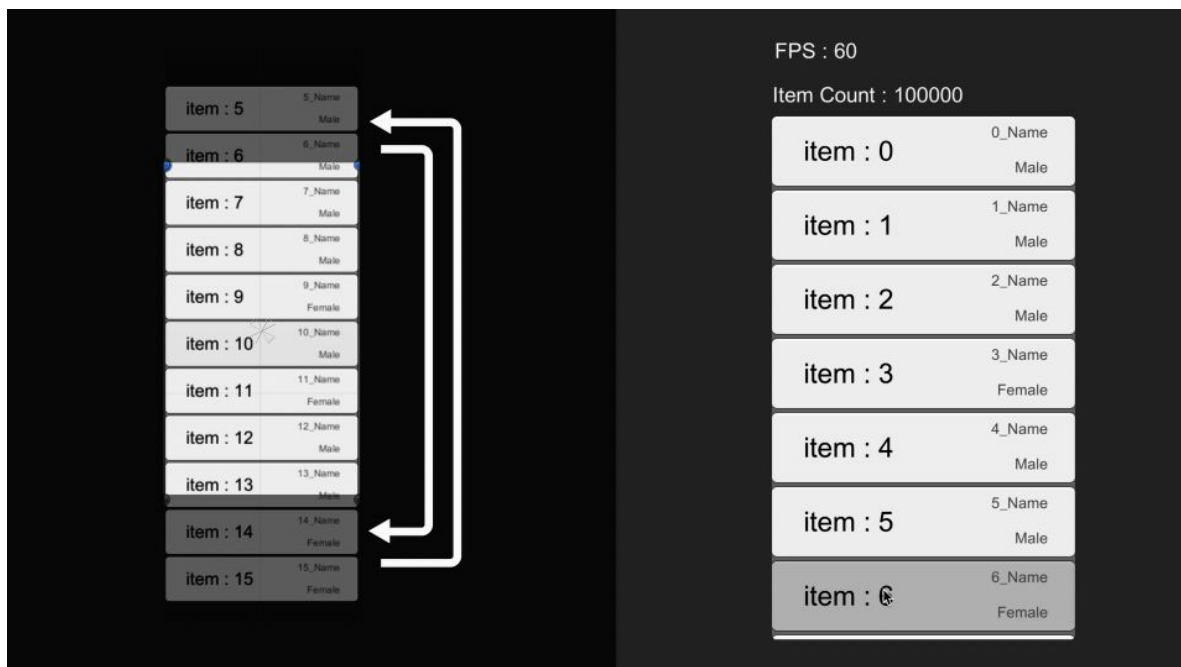 item : 5
5_Name
Male
item : 6
6_Name
Male
item : 7
7_Name
Male
item : 8
8_Name
Male
item : 9
9_Name
Female
item : 10
10_Name
Male
item : 11
11_Name
Female
item : 12
12_Name
Male
item : 13
13_Name
Male
item : 14
14_Name
Female
item : 15
15_Name
Female
FPS : 60
Item Count : 100000
item : 0
0_Name
Male
item : 1
1_Name
Male
item : 2
2_Name
Male
item : 3
3_Name
Female
item : 4
4_Name
Male
item : 5
5_Name
Male
item : 6
6_Name
Female